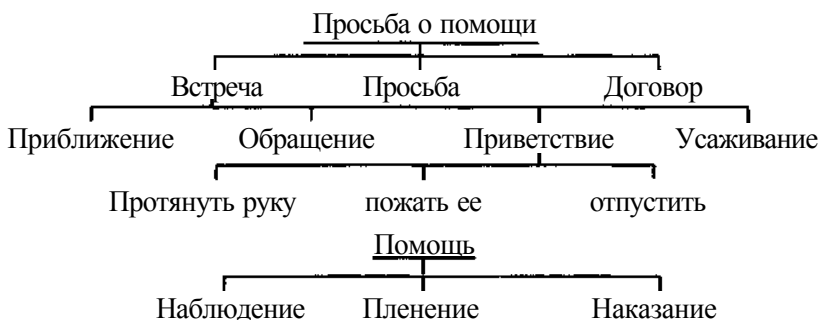 Просьба о помощи
Встреча Просьба Договор
Приближение Обращение Приветствие Усаживание
Протянуть руку пожать ее отпустить
Помощь
Наблюдение Пленение Наказание